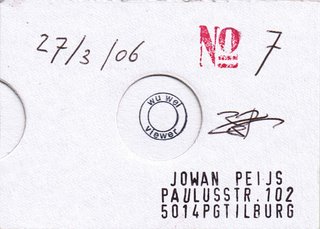 27/3/06 No 7
wu wei
viewer
JOWAN PEIJS
PAULUSSTR.102
5014PGTILBURG